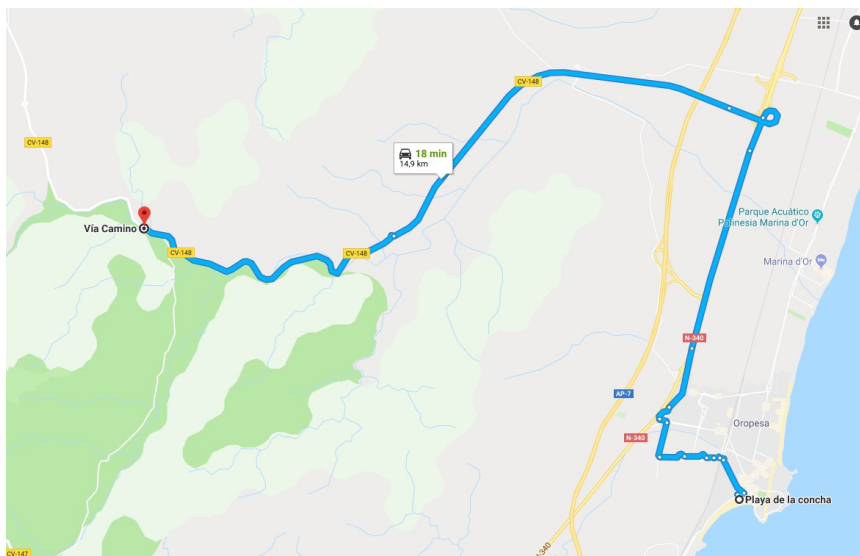 CV-148
CV-148
18 min
14,9 km
Vía Camino
CV-148
CV-148
Parque Acuático
Polinesia Marina d'Or
Marina d'Or
N-340
AP-7
Oropesa
N-340
Playa de la concha
N-340
CV-147